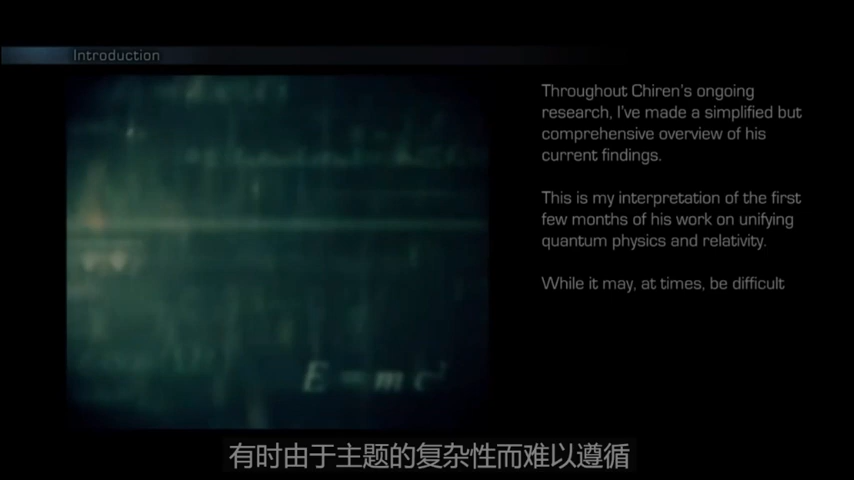 Introduction
Throughout Chiren's ongoing
research, I've made a simplified but
comprehensive overview of his
current findings.
This is my interpretation of the first
few months of his work on unifying
quantum physics and relativity.
While it may, at times, be difficult
E = mc²
有时由于主题的复杂性而难以遵循